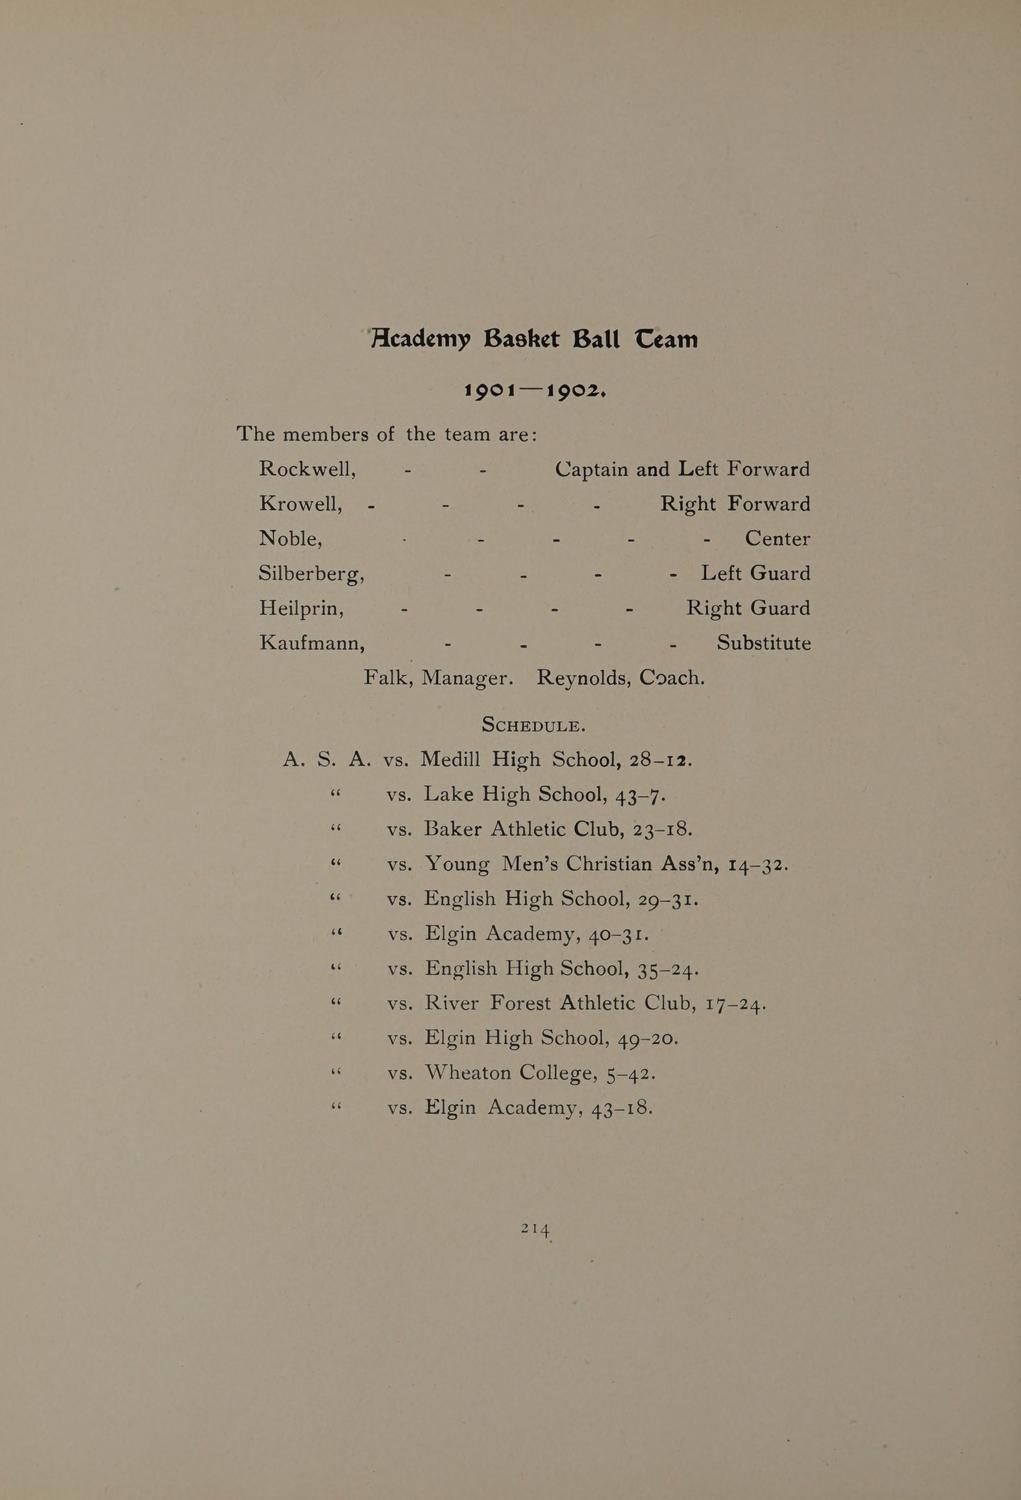 Academy Basket Ball Team
1901—1902.
The members of the team are:
Rockwell, - - Captain and Left Forward
Krowell, - - - - Right Forward
Noble, - - - - - Center
Silberberg, - - - - Left Guard
Heilprin, - - - - Right Guard
Kaufmann, - - - - Substitute
Falk, Manager. Reynolds, Coach.
SCHEDULE.
A. S. A. vs. Medill High School, 28–12.
“ vs. Lake High School, 43–7.
“ vs. Baker Athletic Club, 23–18.
“ vs. Young Men’s Christian Ass’n, 14–32.
“ vs. English High School, 29–31.
“ vs. Elgin Academy, 40–31.
“ vs. English High School, 35–24.
“ vs. River Forest Athletic Club, 17–24.
“ vs. Elgin High School, 49–20.
“ vs. Wheaton College, 5–42.
“ vs. Elgin Academy, 43–18.
214